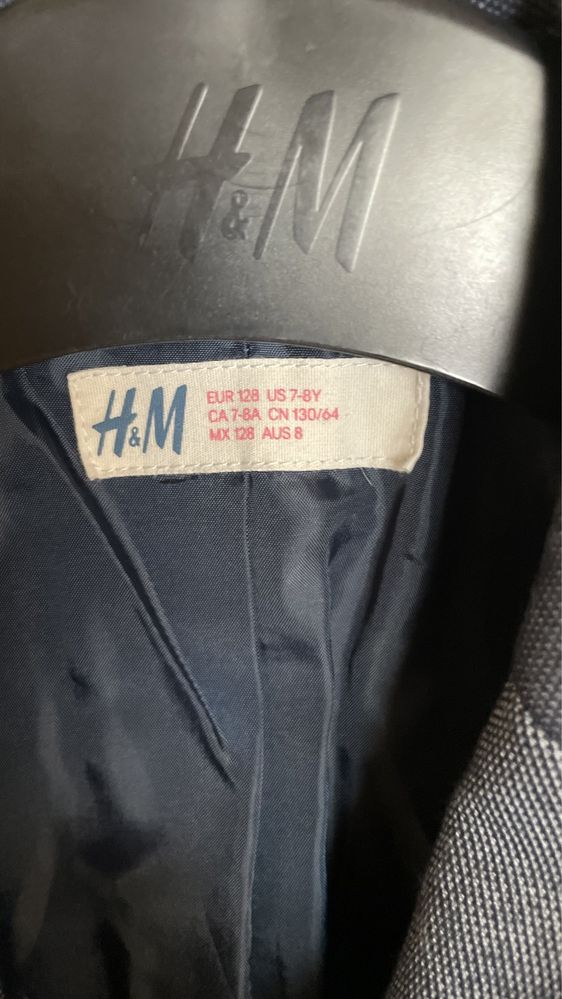 H&M
H&M
EUR 128 US 7-8Y
CA 7-8A CN 130/64
MX 128 AUS 8